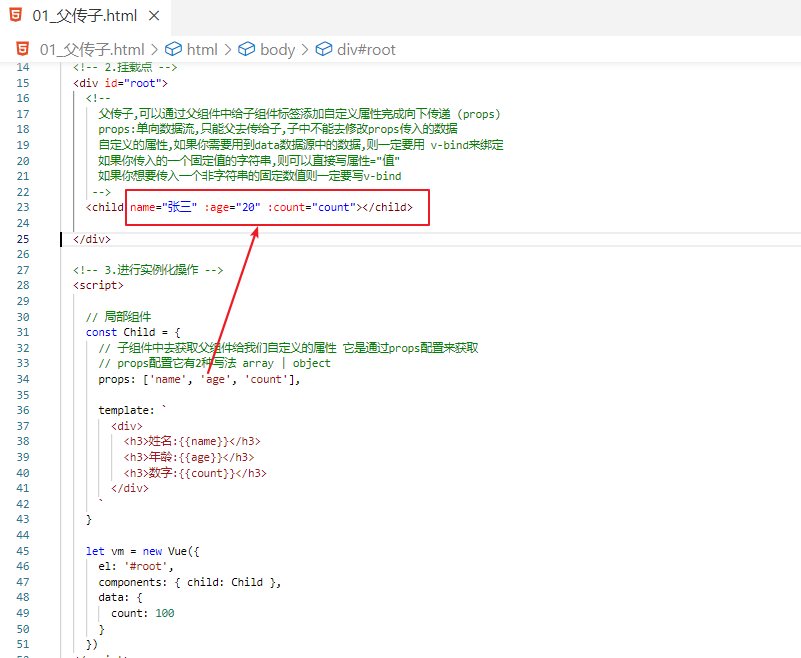 01_父传子.html ×
01_父传子.html > html > body > div#root
14 <!-- 2.挂载点 -->
15 <div id="root">
16 <!--
17 父传子,可以通过父组件中给子组件标签添加自定义属性完成向下传递 (props)
18 props:单向数据流,只能父去传给子,子中不能去修改props传入的数据
19 自定义的属性,如果你需要用到data数据源中的数据,则一定要用 v-bind来绑定
20 如果你传入的一个固定值的字符串,则可以直接写属性="值"
21 如果你想要传入一个非字符串的固定数值则一定要写v-bind
22 -->
23 <child name="张三" :age="20" :count="count"></child>
24
25 </div>
26
27 <!-- 3.进行实例化操作 -->
28 <script>
29
30 // 局部组件
31 const Child = {
32 // 子组件中去获取父组件给我们自定义的属性 它是通过props配置来获取
33 // props配置它有2种写法 array | object
34 props: ['name', 'age', 'count'],
35
36 template: `
37 <div>
38 <h3>姓名:{{name}}</h3>
39 <h3>年龄:{{age}}</h3>
40 <h3>数字:{{count}}</h3>
41 </div>
42 `
43 }
44
45 let vm = new Vue({
46 el: '#root',
47 components: { child: Child },
48 data: {
49 count: 100
50 }
51 })